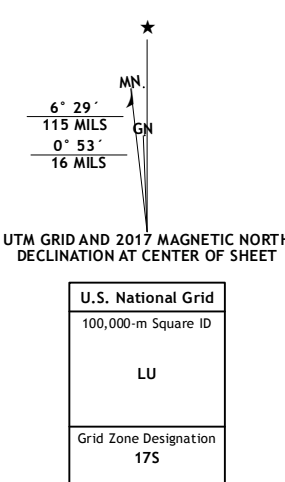 ★
MN.
GN
6° 29´
115 MILS
0° 53´
16 MILS
UTM GRID AND 2017 MAGNETIC NORTH
DECLINATION AT CENTER OF SHEET
U.S. National Grid
100,000-m Square ID
LU
Grid Zone Designation
17S